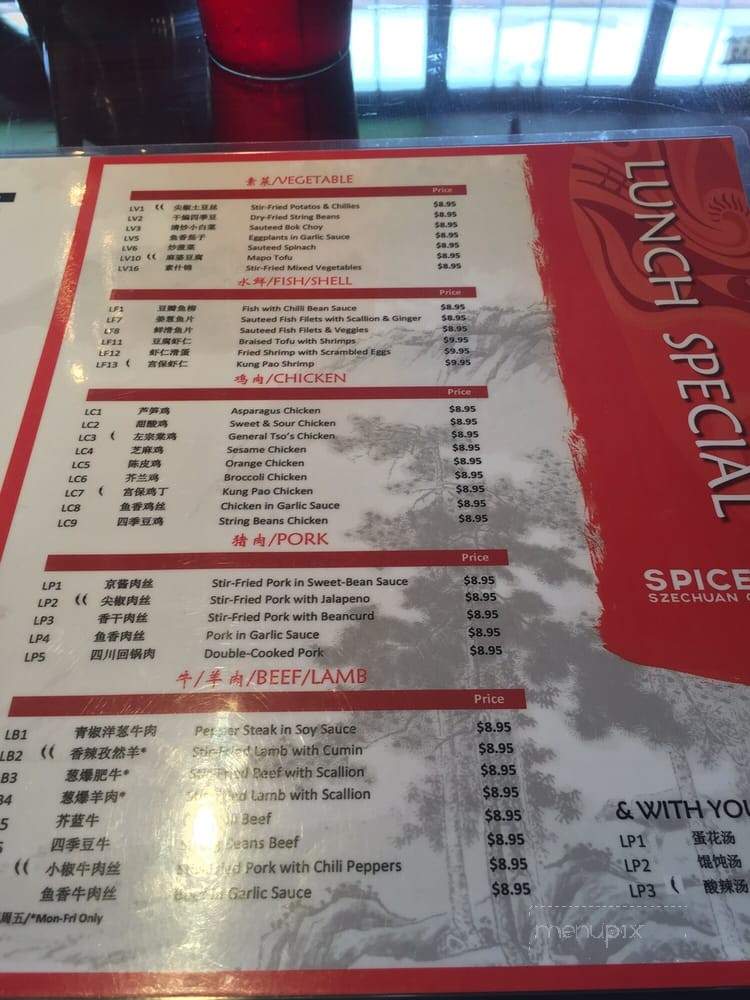 素菜/VEGETABLE
Price
LV1 尖椒土豆丝 Stir-Fried Potatos & Chillies $8.95
LV2 干煸四季豆 Dry-Fried String Beans $8.95
LV3 清炒小白菜 Sauteed Bok Choy $8.95
LV5 鱼香茄子 Eggplants in Garlic Sauce $8.95
LV6 炒菠菜 Sauteed Spinach $8.95
LV10 麻婆豆腐 Mapo Tofu $8.95
LV16 素什锦 Stir-Fried Mixed Vegetables $8.95
水鲜/FISH/SHELL
Price
LF1 豆瓣鱼柳 Fish with Chilli Bean Sauce $8.95
LF7 姜葱鱼片 Sauteed Fish Filets with Scallion & Ginger $8.95
LF8 鲜溜鱼片 Sauteed Fish Filets & Veggies $8.95
LF11 豆腐虾仁 Braised Tofu with Shrimps $9.95
LF12 虾仁滑蛋 Fried Shrimp with Scrambled Eggs $9.95
LF13 宫保虾仁 Kung Pao Shrimp $9.95
鸡肉/CHICKEN
Price
LC1 芦笋鸡 Asparagus Chicken $8.95
LC2 甜酸鸡 Sweet & Sour Chicken $8.95
LC3 左宗棠鸡 General Tso's Chicken $8.95
LC4 芝麻鸡 Sesame Chicken $8.95
LC5 陈皮鸡 Orange Chicken $8.95
LC6 芥兰鸡 Broccoli Chicken $8.95
LC7 宫保鸡丁 Kung Pao Chicken $8.95
LC8 鱼香鸡丝 Chicken in Garlic Sauce $8.95
LC9 四季豆鸡 String Beans Chicken $8.95
猪肉/PORK
Price
LP1 京酱肉丝 Stir-Fried Pork in Sweet-Bean Sauce $8.95
LP2 尖椒肉丝 Stir-Fried Pork with Jalapeno $8.95
LP3 香干肉丝 Stir-Fried Pork with Beancurd $8.95
LP4 鱼香肉丝 Pork in Garlic Sauce $8.95
LP5 四川回锅肉 Double-Cooked Pork $8.95
牛/羊肉/BEEF/LAMB
Price
LB1 青椒洋葱牛肉 Pepper Steak in Soy Sauce $8.95
LB2 香辣孜然羊* Stir-Fried Lamb with Cumin $8.95
B3 葱爆肥牛* Stir-Fried Beef with Scallion $8.95
34 葱爆羊肉* Stir-Fried Lamb with Scallion $8.95
5 芥蓝牛 Beef $8.95
四季豆牛 Beans Beef $8.95
小椒牛肉丝 Stir-Fried Pork with Chili Peppers $8.95
鱼香牛肉丝 Beef in Garlic Sauce $8.95
周五/*Mon-Fri Only
LUNCH SPECIAL
SPICE
SZECHUAN
& WITH YOU
LP1 蛋花汤
LP2 馄饨汤
LP3 酸辣汤
menupix